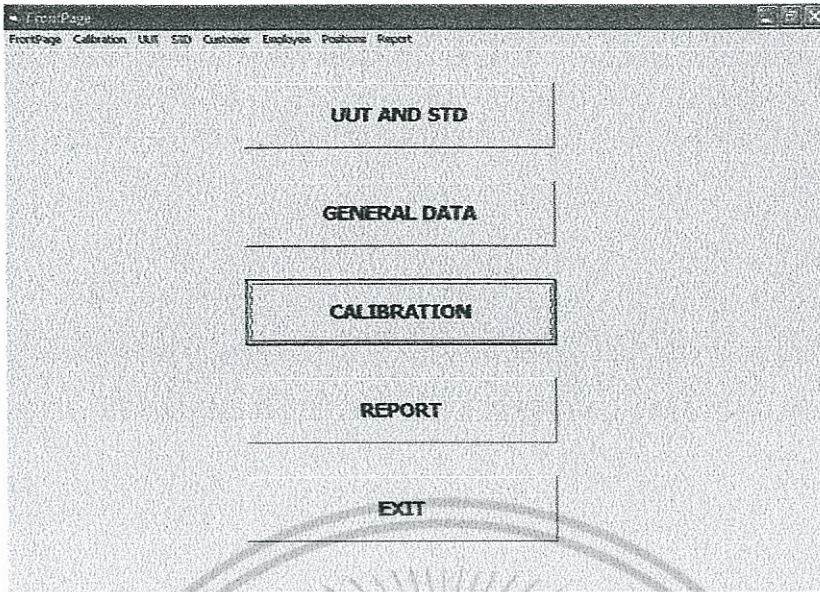 FrontPage
FrontPage Calibration UUT STD Customer Employee Positions Report
UUT AND STD
GENERAL DATA
CALIBRATION
REPORT
EXIT